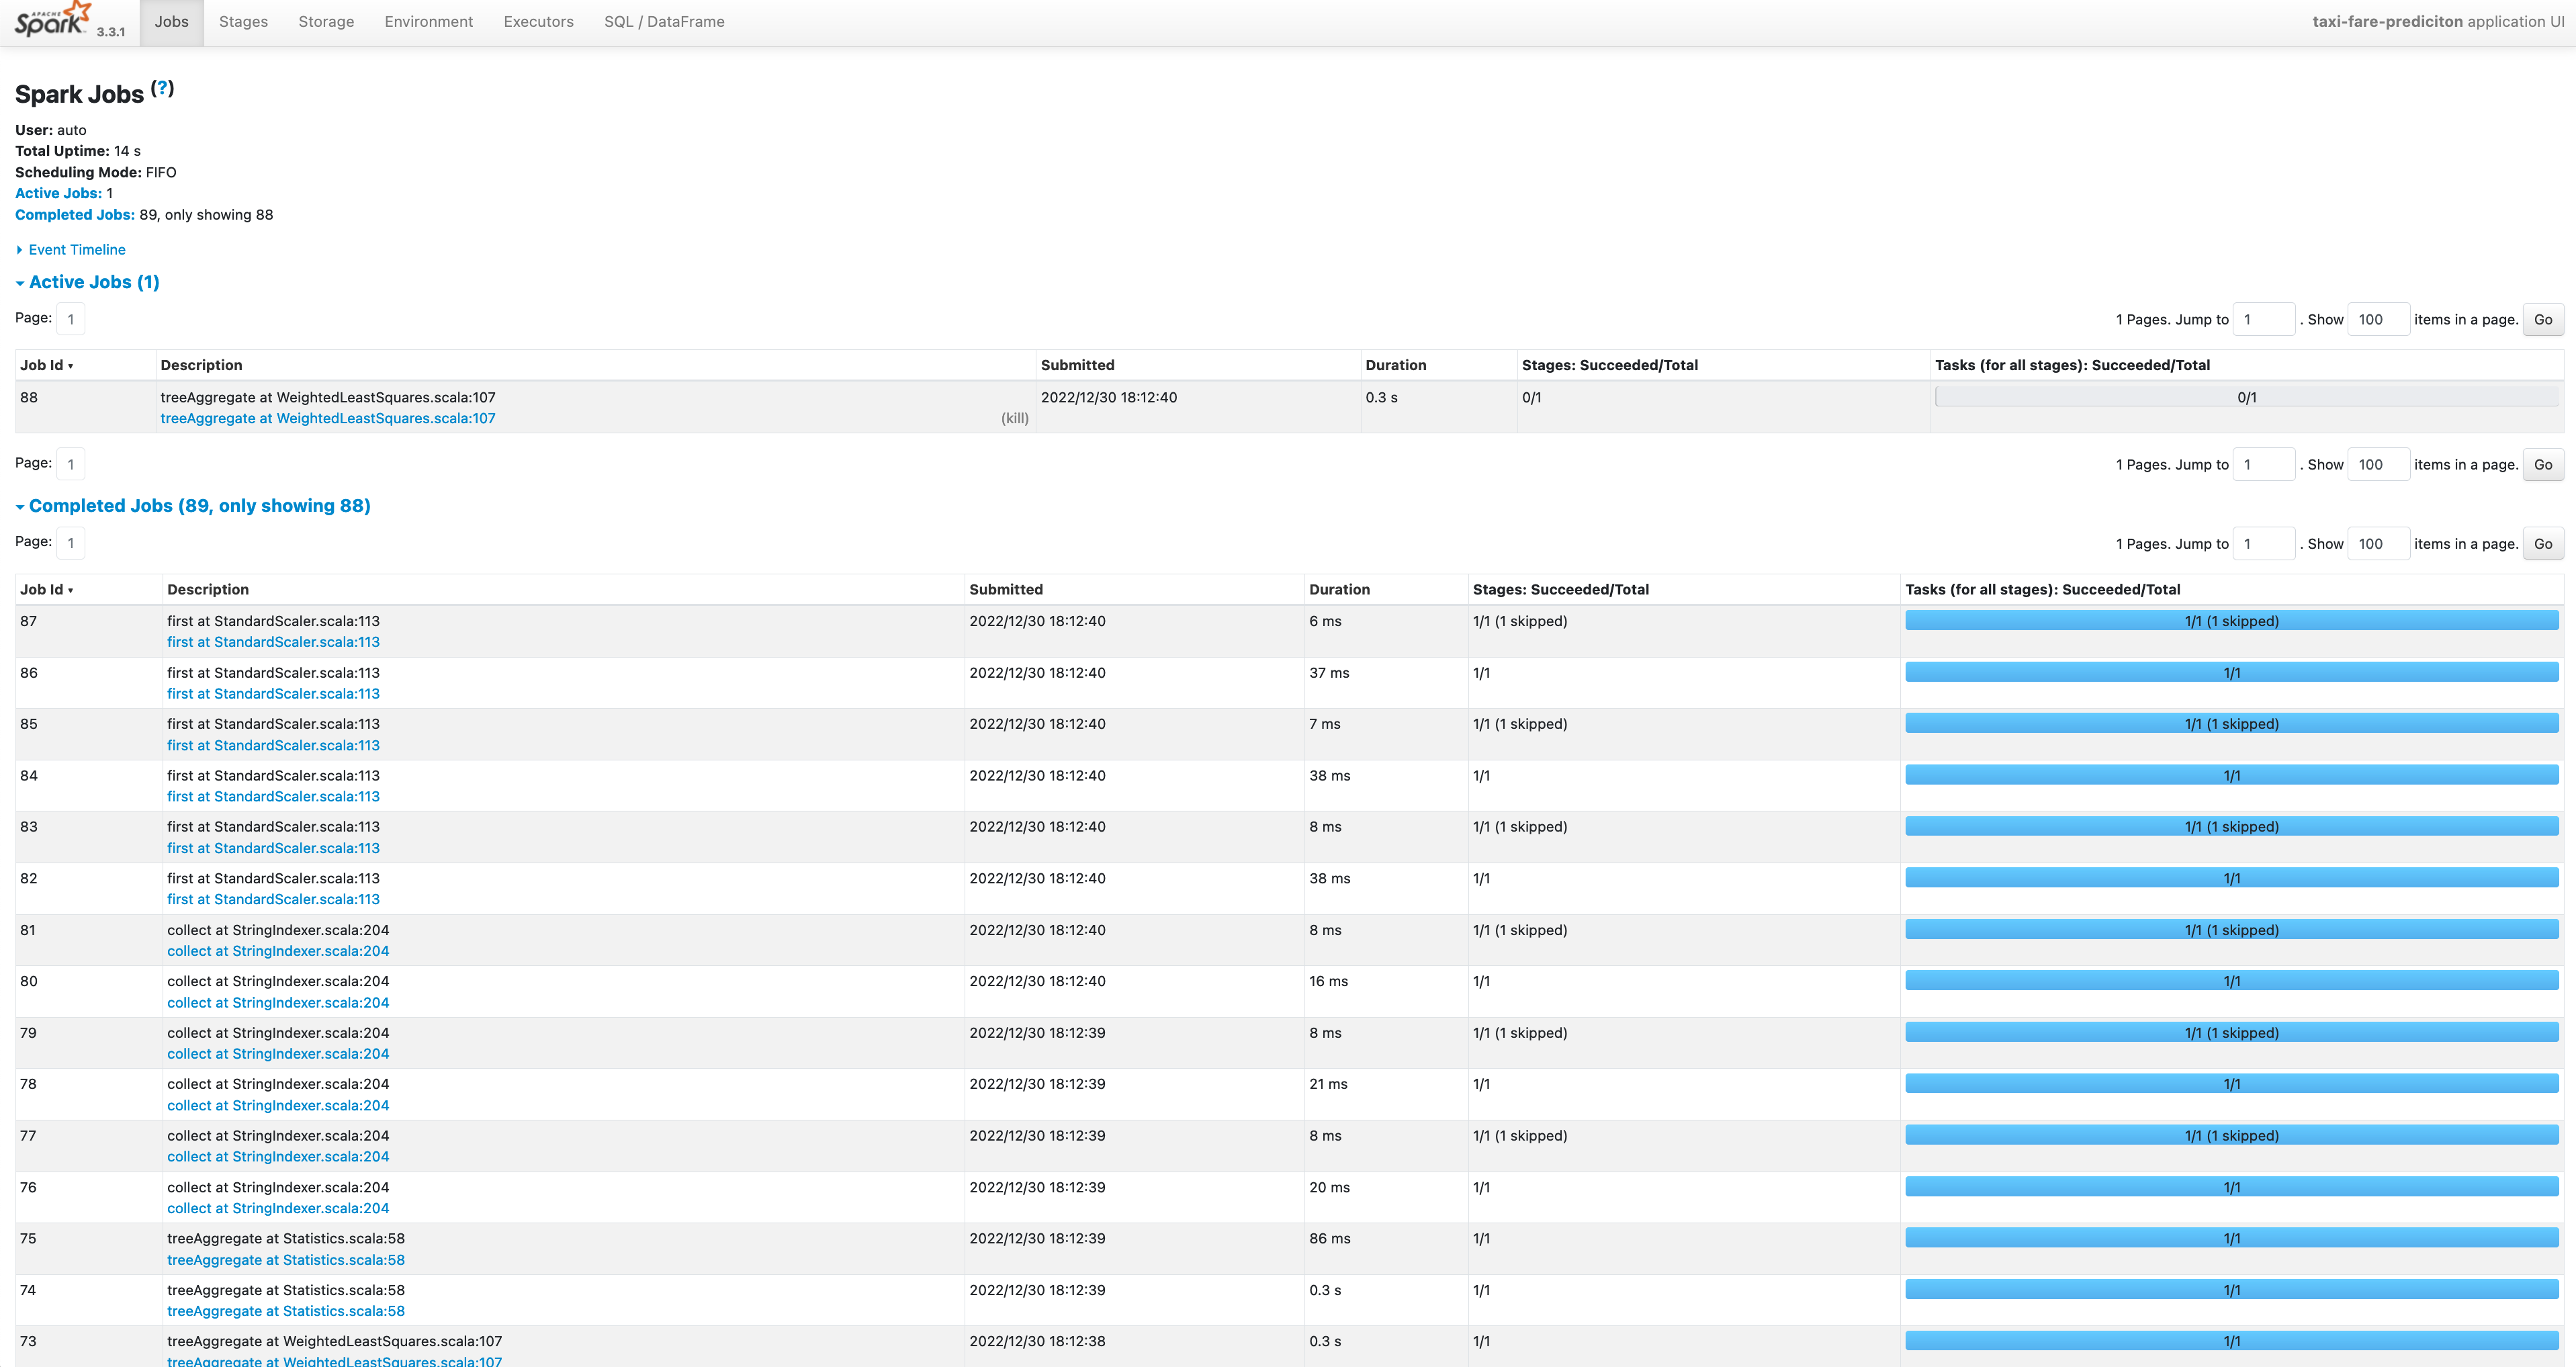 APACHE
Spark 3.3.1 Jobs Stages Storage Environment Executors SQL / DataFrame taxi-fare-prediciton application UI
Spark Jobs (?)
User: auto
Total Uptime: 14 s
Scheduling Mode: FIFO
Active Jobs: 1
Completed Jobs: 89, only showing 88
Event Timeline
Active Jobs (1)
Page: 1 1 Pages. Jump to 1 . Show 100 items in a page. Go
Job Id ▾ Description Submitted Duration Stages: Succeeded/Total Tasks (for all stages): Succeeded/Total
88 treeAggregate at WeightedLeastSquares.scala:107 2022/12/30 18:12:40 0.3 s 0/1 0/1
treeAggregate at WeightedLeastSquares.scala:107 (kill)
Page: 1 1 Pages. Jump to 1 . Show 100 items in a page. Go
Completed Jobs (89, only showing 88)
Page: 1 1 Pages. Jump to 1 . Show 100 items in a page. Go
Job Id ▾ Description Submitted Duration Stages: Succeeded/Total Tasks (for all stages): Succeeded/Total
87 first at StandardScaler.scala:113 2022/12/30 18:12:40 6 ms 1/1 (1 skipped) 1/1 (1 skipped)
first at StandardScaler.scala:113
86 first at StandardScaler.scala:113 2022/12/30 18:12:40 37 ms 1/1 1/1
first at StandardScaler.scala:113
85 first at StandardScaler.scala:113 2022/12/30 18:12:40 7 ms 1/1 (1 skipped) 1/1 (1 skipped)
first at StandardScaler.scala:113
84 first at StandardScaler.scala:113 2022/12/30 18:12:40 38 ms 1/1 1/1
first at StandardScaler.scala:113
83 first at StandardScaler.scala:113 2022/12/30 18:12:40 8 ms 1/1 (1 skipped) 1/1 (1 skipped)
first at StandardScaler.scala:113
82 first at StandardScaler.scala:113 2022/12/30 18:12:40 38 ms 1/1 1/1
first at StandardScaler.scala:113
81 collect at StringIndexer.scala:204 2022/12/30 18:12:40 8 ms 1/1 (1 skipped) 1/1 (1 skipped)
collect at StringIndexer.scala:204
80 collect at StringIndexer.scala:204 2022/12/30 18:12:40 16 ms 1/1 1/1
collect at StringIndexer.scala:204
79 collect at StringIndexer.scala:204 2022/12/30 18:12:39 8 ms 1/1 (1 skipped) 1/1 (1 skipped)
collect at StringIndexer.scala:204
78 collect at StringIndexer.scala:204 2022/12/30 18:12:39 21 ms 1/1 1/1
collect at StringIndexer.scala:204
77 collect at StringIndexer.scala:204 2022/12/30 18:12:39 8 ms 1/1 (1 skipped) 1/1 (1 skipped)
collect at StringIndexer.scala:204
76 collect at StringIndexer.scala:204 2022/12/30 18:12:39 20 ms 1/1 1/1
collect at StringIndexer.scala:204
75 treeAggregate at Statistics.scala:58 2022/12/30 18:12:39 86 ms 1/1 1/1
treeAggregate at Statistics.scala:58
74 treeAggregate at Statistics.scala:58 2022/12/30 18:12:39 0.3 s 1/1 1/1
treeAggregate at Statistics.scala:58
73 treeAggregate at WeightedLeastSquares.scala:107 2022/12/30 18:12:38 0.3 s 1/1 1/1
treeAggregate at WeightedLeastSquares.scala:107